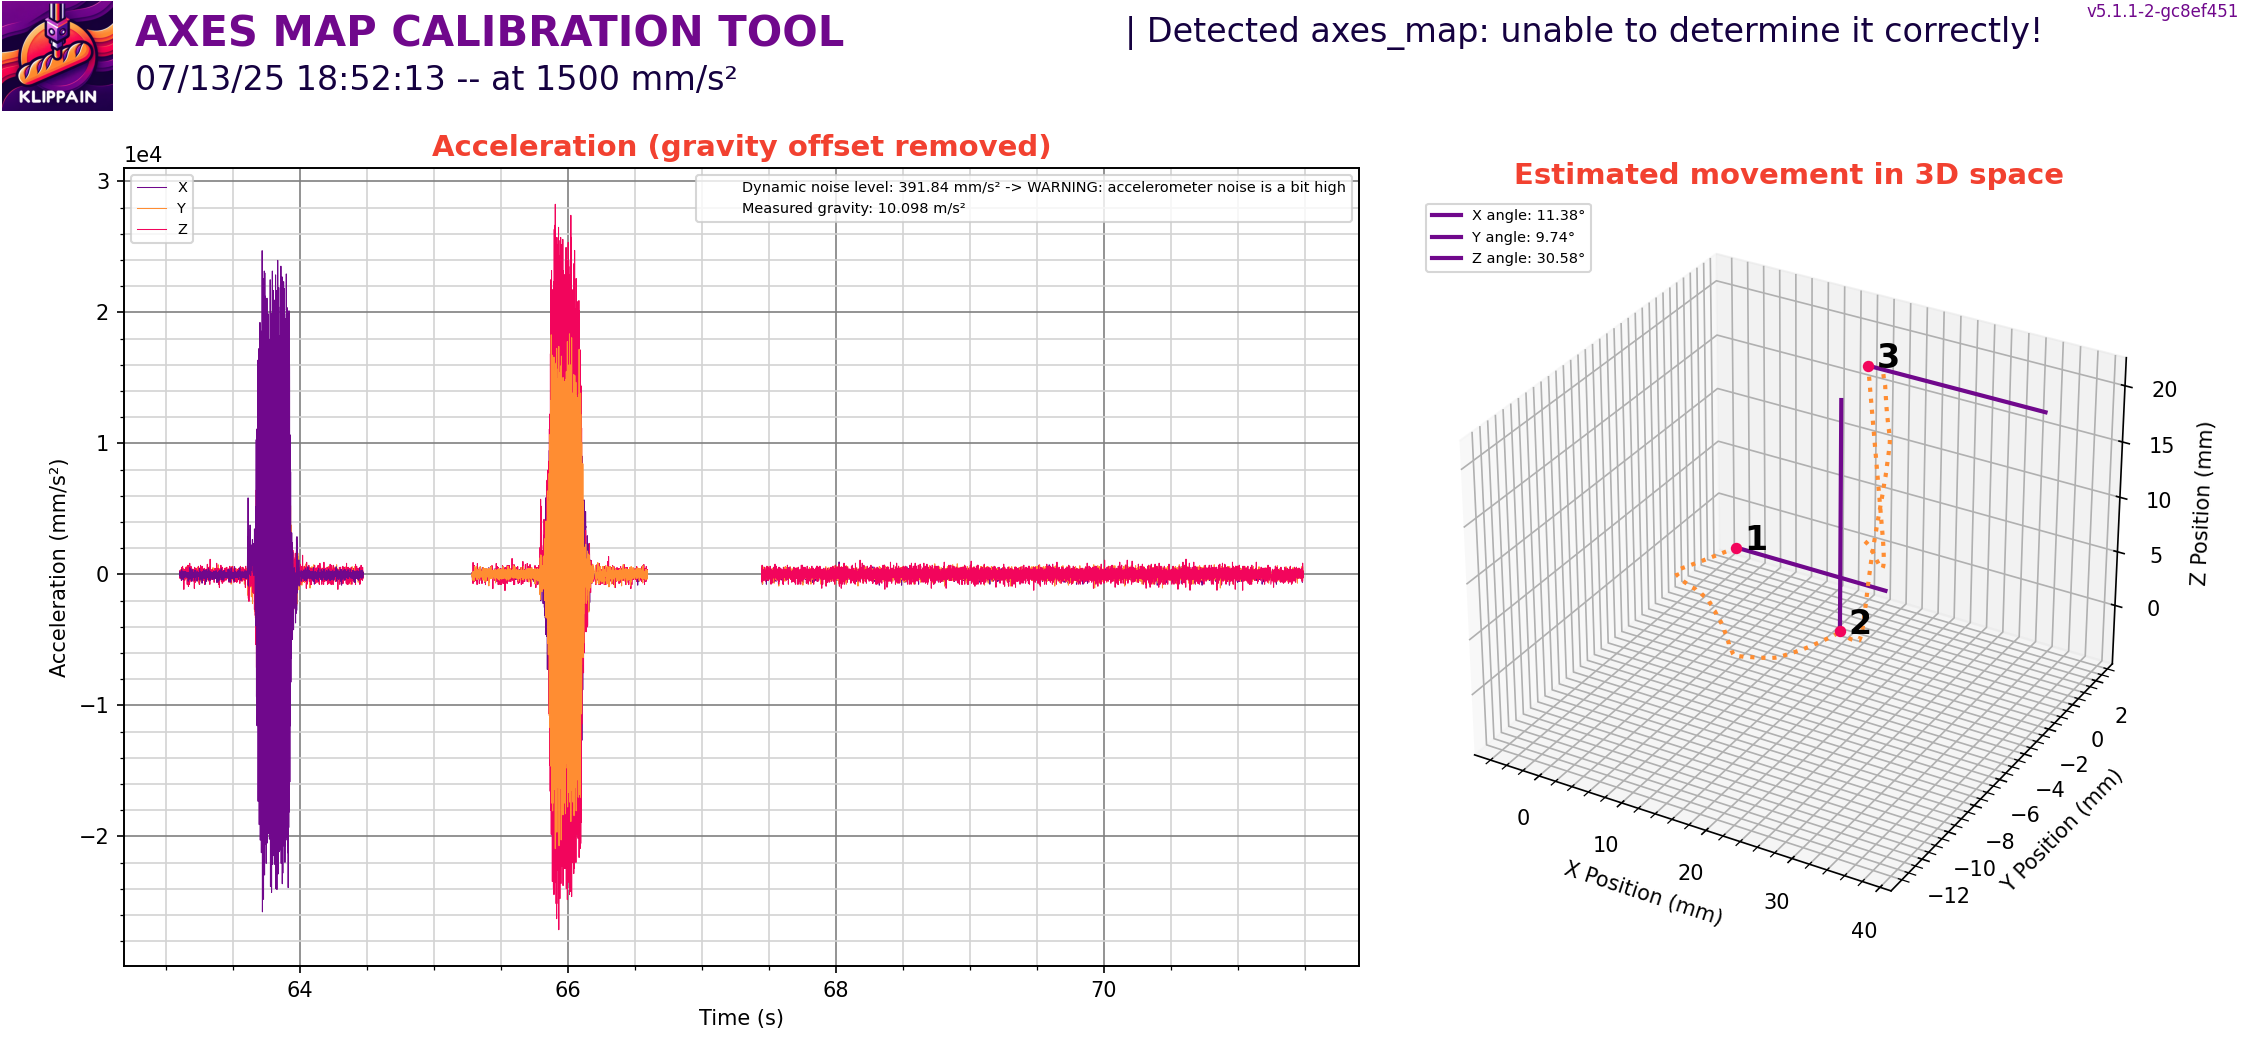 KLIPPAIN
AXES MAP CALIBRATION TOOL
07/13/25 18:52:13 -- at 1500 mm/s²
| Detected axes_map: unable to determine it correctly!
v5.1.1-2-gc8ef451
Acceleration (gravity offset removed)
1e4
X
Y
Z
Dynamic noise level: 391.84 mm/s² -> WARNING: accelerometer noise is a bit high
Measured gravity: 10.098 m/s²
3
2
1
0
−1
−2
Acceleration (mm/s²)
64
66
68
70
Time (s)
Estimated movement in 3D space
X angle: 11.38°
Y angle: 9.74°
Z angle: 30.58°
1
2
3
20
15
10
5
0
Z Position (mm)
2
0
−2
−4
−6
−8
−10
−12
Y Position (mm)
0
10
20
30
40
X Position (mm)